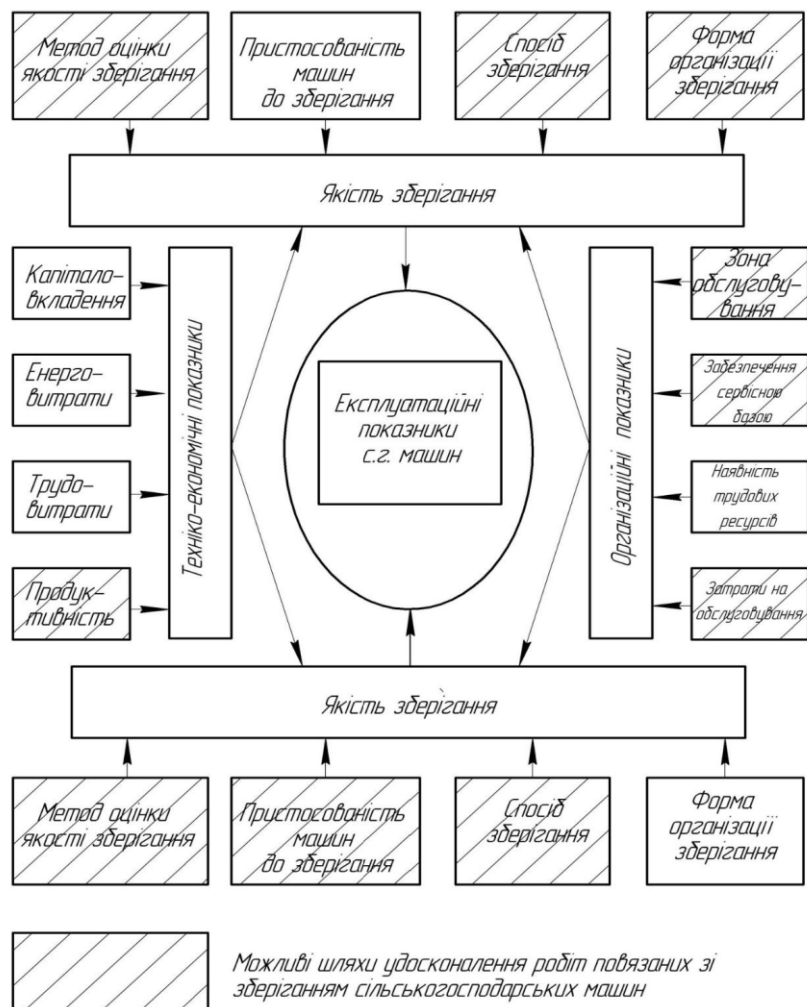 Метод оцінки
якості зберігання
Пристосованість
машин
до зберігання
Спосіб
зберігання
Форма
організації
зберігання
Якість зберігання
Капітало-
вкладення
Енерго-
витрати
Трудо-
витрати
Продук-
тивність
Техніко-економічні показники
Експлуатаційні
показники
с.г. машин
Організаційні показники
Зона
обслугову-
вання
Забезпечення
сервісною
базою
Наявність
трудових
ресурсів
Затрати на
обслуговування
Якість зберігання
Метод оцінки
якості зберігання
Пристосованість
машин
до зберігання
Спосіб
зберігання
Форма
організації
зберігання
Можливі шляхи удосконалення робіт повязаних зі
зберіганням сільськогосподарських машин